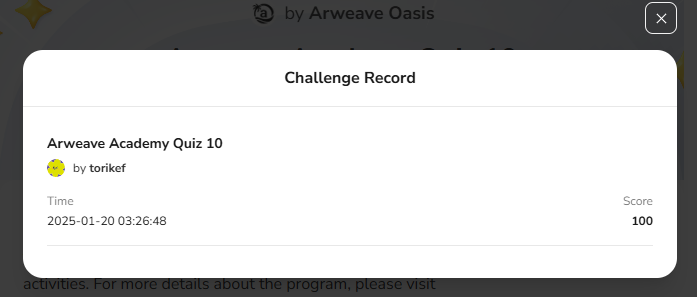 by Arweave Oasis
Challenge Record
Arweave Academy Quiz 10
by torikef
Time
Score
2025-01-20 03:26:48
100
activities. For more details about the program, please visit